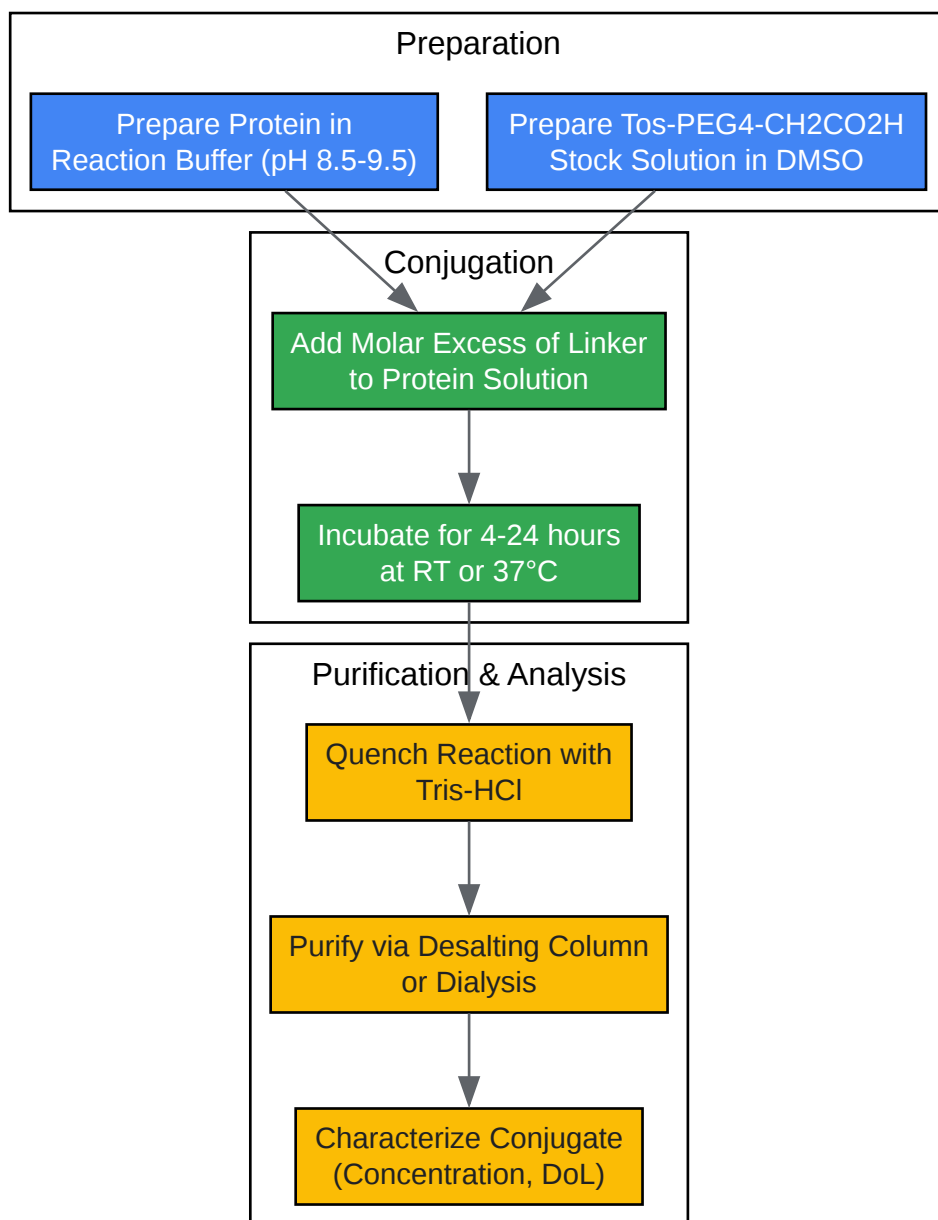 Preparation
Prepare Protein in
Reaction Buffer (pH 8.5-9.5)
Prepare Tos-PEG4-CH2CO2H
Stock Solution in DMSO
Conjugation
Add Molar Excess of Linker
to Protein Solution
Incubate for 4-24 hours
at RT or 37°C
Purification & Analysis
Quench Reaction with
Tris-HCl
Purify via Desalting Column
or Dialysis
Characterize Conjugate
(Concentration, DoL)